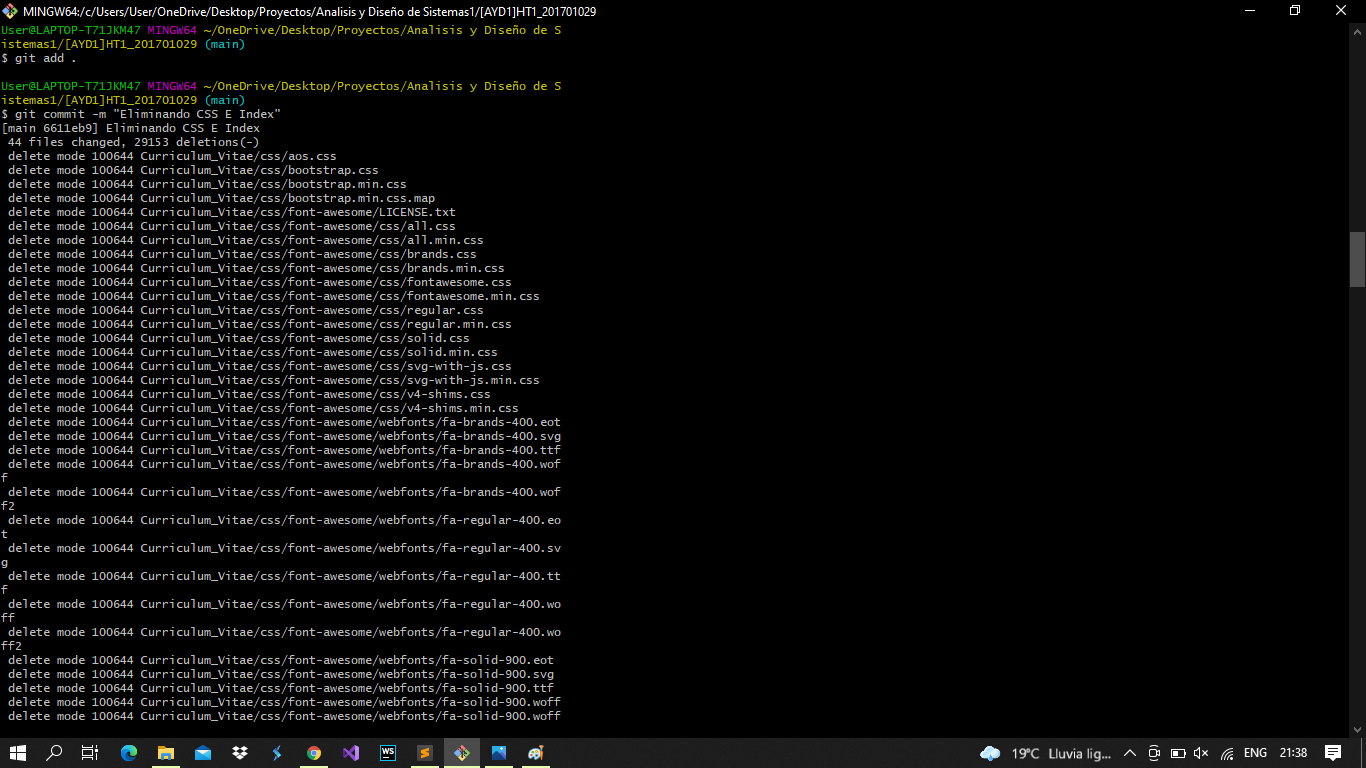 MINGW64:/c/Users/User/OneDrive/Desktop/Proyectos/Analisis y Diseño de Sistemas1/[AYD1]HT1_201701029
User@LAPTOP-T71JKM47 MINGW64 ~/OneDrive/Desktop/Proyectos/Analisis y Diseño de S
istemas1/[AYD1]HT1_201701029 (main)
$ git add .
User@LAPTOP-T71JKM47 MINGW64 ~/OneDrive/Desktop/Proyectos/Analisis y Diseño de S
istemas1/[AYD1]HT1_201701029 (main)
$ git commit -m "Eliminando CSS E Index"
[main 6611eb9] Eliminando CSS E Index
 44 files changed, 29153 deletions(-)
 delete mode 100644 Curriculum_Vitae/css/aos.css
 delete mode 100644 Curriculum_Vitae/css/bootstrap.css
 delete mode 100644 Curriculum_Vitae/css/bootstrap.min.css
 delete mode 100644 Curriculum_Vitae/css/bootstrap.min.css.map
 delete mode 100644 Curriculum_Vitae/css/font-awesome/LICENSE.txt
 delete mode 100644 Curriculum_Vitae/css/font-awesome/css/all.css
 delete mode 100644 Curriculum_Vitae/css/font-awesome/css/all.min.css
 delete mode 100644 Curriculum_Vitae/css/font-awesome/css/brands.css
 delete mode 100644 Curriculum_Vitae/css/font-awesome/css/brands.min.css
 delete mode 100644 Curriculum_Vitae/css/font-awesome/css/fontawesome.css
 delete mode 100644 Curriculum_Vitae/css/font-awesome/css/fontawesome.min.css
 delete mode 100644 Curriculum_Vitae/css/font-awesome/css/regular.css
 delete mode 100644 Curriculum_Vitae/css/font-awesome/css/regular.min.css
 delete mode 100644 Curriculum_Vitae/css/font-awesome/css/solid.css
 delete mode 100644 Curriculum_Vitae/css/font-awesome/css/solid.min.css
 delete mode 100644 Curriculum_Vitae/css/font-awesome/css/svg-with-js.css
 delete mode 100644 Curriculum_Vitae/css/font-awesome/css/svg-with-js.min.css
 delete mode 100644 Curriculum_Vitae/css/font-awesome/css/v4-shims.css
 delete mode 100644 Curriculum_Vitae/css/font-awesome/css/v4-shims.min.css
 delete mode 100644 Curriculum_Vitae/css/font-awesome/webfonts/fa-brands-400.eot
 delete mode 100644 Curriculum_Vitae/css/font-awesome/webfonts/fa-brands-400.svg
 delete mode 100644 Curriculum_Vitae/css/font-awesome/webfonts/fa-brands-400.ttf
 delete mode 100644 Curriculum_Vitae/css/font-awesome/webfonts/fa-brands-400.wof
f
 delete mode 100644 Curriculum_Vitae/css/font-awesome/webfonts/fa-brands-400.wof
f2
 delete mode 100644 Curriculum_Vitae/css/font-awesome/webfonts/fa-regular-400.eo
t
 delete mode 100644 Curriculum_Vitae/css/font-awesome/webfonts/fa-regular-400.sv
g
 delete mode 100644 Curriculum_Vitae/css/font-awesome/webfonts/fa-regular-400.tt
f
 delete mode 100644 Curriculum_Vitae/css/font-awesome/webfonts/fa-regular-400.wo
ff
 delete mode 100644 Curriculum_Vitae/css/font-awesome/webfonts/fa-regular-400.wo
ff2
 delete mode 100644 Curriculum_Vitae/css/font-awesome/webfonts/fa-solid-900.eot
 delete mode 100644 Curriculum_Vitae/css/font-awesome/webfonts/fa-solid-900.svg
 delete mode 100644 Curriculum_Vitae/css/font-awesome/webfonts/fa-solid-900.ttf
 delete mode 100644 Curriculum_Vitae/css/font-awesome/webfonts/fa-solid-900.woff
 delete mode 100644 Curriculum_Vitae/css/font-awesome/webfonts/fa-solid-900.woff
WS
19°C Lluvia lig... ENG 21:38